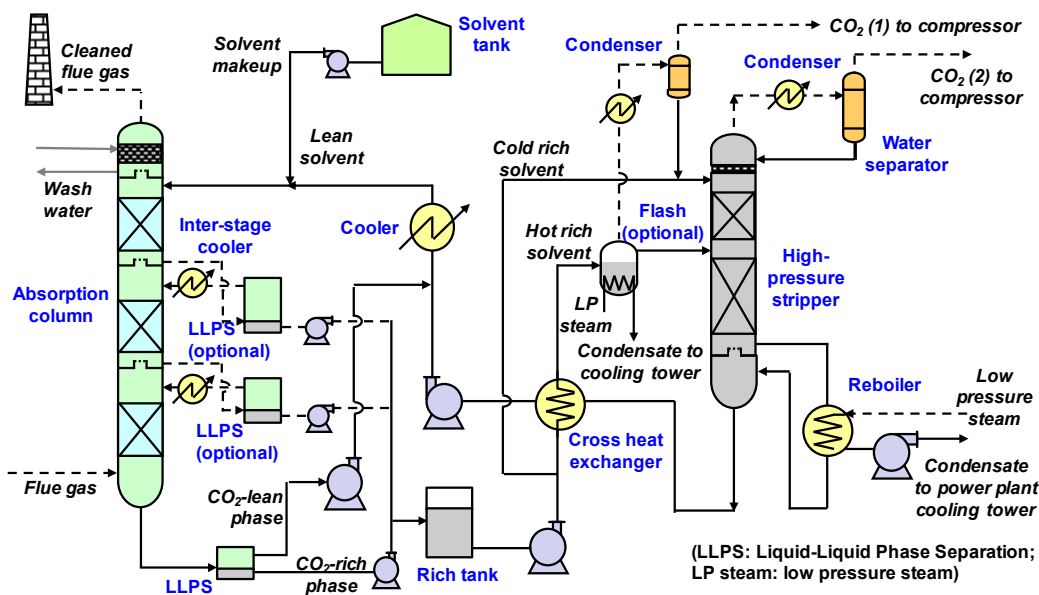 Cleaned
flue gas
Solvent
makeup
Solvent
tank
Condenser
CO2 (1) to compressor
Condenser
CO2 (2) to
compressor
Lean
solvent
Cold rich
solvent
Water
separator
Wash
water
Inter-stage
cooler
Cooler
Hot rich
solvent
Flash
(optional)
High-
pressure
stripper
Absorption
column
LLPS
(optional)
LP
steam
Condensate to
cooling tower
LLPS
(optional)
Reboiler
Low
pressure
steam
Cross heat
exchanger
Flue gas
CO2-lean
phase
Condensate
to power plant
cooling tower
CO2-rich
phase
LLPS
Rich tank
(LLPS: Liquid-Liquid Phase Separation;
LP steam: low pressure steam)